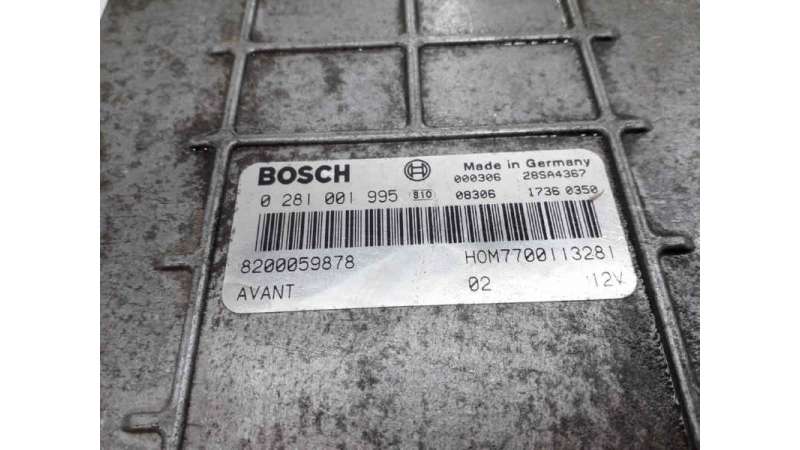 BOSCH Made in Germany
000306 28SA4367
0 281 001 995 810 08306 1736 0350
8200059878 HOM7700113281
AVANT 02 12V